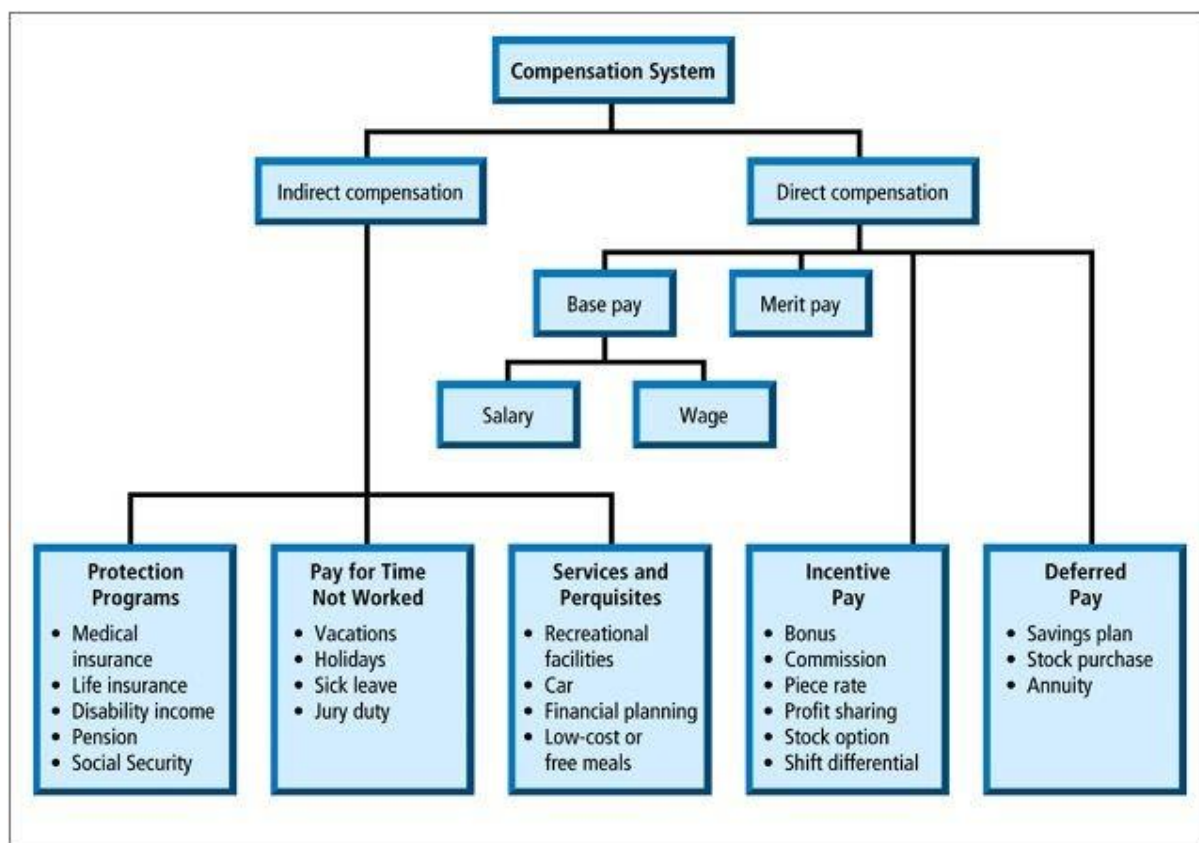 Compensation System
Indirect compensation
Direct compensation
Base pay
Merit pay
Salary
Wage
Protection
Programs
• Medical
insurance
• Life insurance
• Disability income
• Pension
• Social Security
Pay for Time
Not Worked
• Vacations
• Holidays
• Sick leave
• Jury duty
Services and
Perquisites
• Recreational
facilities
• Car
• Financial planning
• Low-cost or
free meals
Incentive
Pay
• Bonus
• Commission
• Piece rate
• Profit sharing
• Stock option
• Shift differential
Deferred
Pay
• Savings plan
• Stock purchase
• Annuity